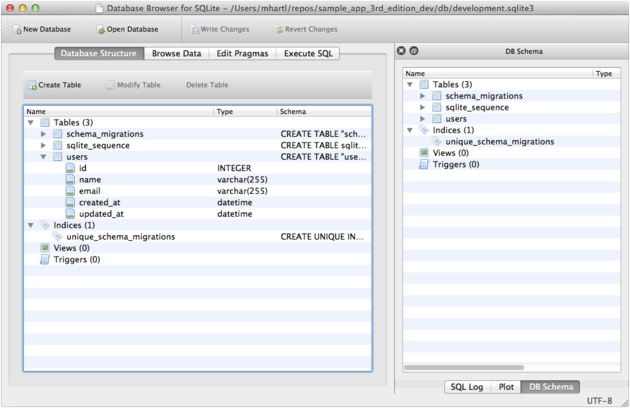 Database Browser for SQLite - /Users/mhartl/repos/sample_app_3rd_edition_dev/db/development.sqlite3
New Database Open Database Write Changes Revert Changes
Database Structure Browse Data Edit Pragmas Execute SQL
Create Table Modify Table Delete Table
Name Type Schema
Tables (3)
schema_migrations CREATE TABLE "sch...
sqlite_sequence CREATE TABLE sqlit...
users CREATE TABLE "use...
id INTEGER
name varchar(255)
email varchar(255)
created_at datetime
updated_at datetime
Indices (1)
unique_schema_migrations CREATE UNIQUE IN...
Views (0)
Triggers (0)
DB Schema
Name Type
Tables (3)
schema_migrations
sqlite_sequence
users
Indices (1)
unique_schema_migrations
Views (0)
Triggers (0)
SQL Log Plot DB Schema
UTF-8